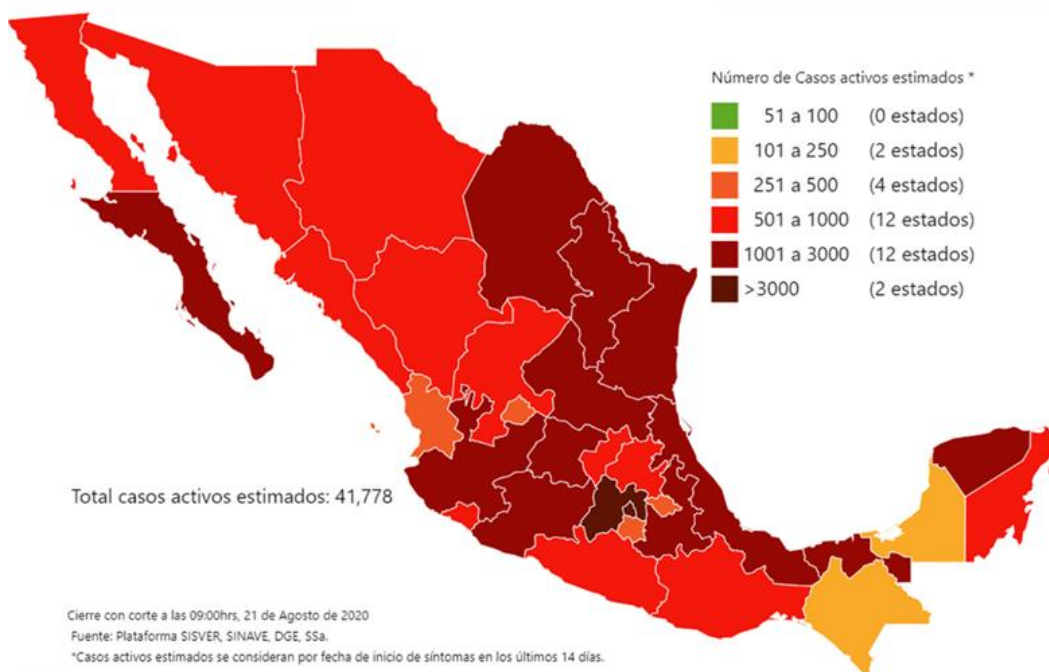 Número de Casos activos estimados *
51 a 100 (0 estados)
101 a 250 (2 estados)
251 a 500 (4 estados)
501 a 1000 (12 estados)
1001 a 3000 (12 estados)
>3000 (2 estados)
Total casos activos estimados: 41,778
Cierre con corte a las 09:00hrs, 21 de Agosto de 2020
Fuente: Plataforma SISVER, SINAVE, DGE, SSa.
*Casos activos estimados se consideran por fecha de inicio de síntomas en los últimos 14 días.